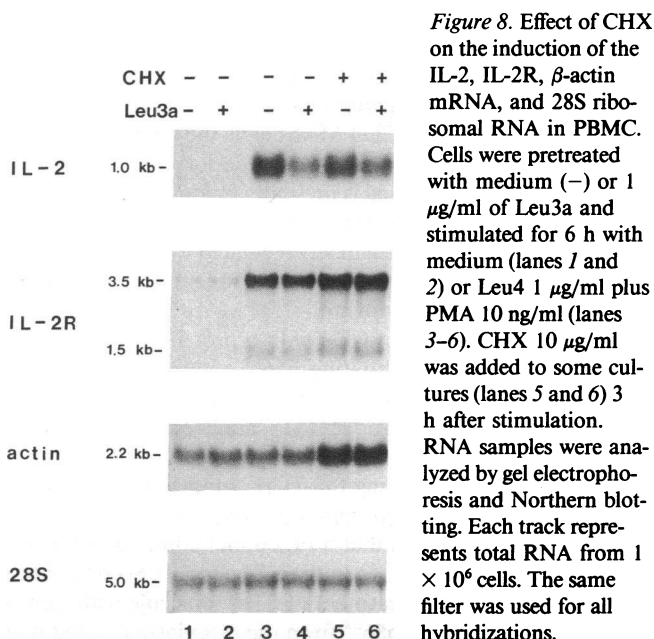 CHX - - - - + +
Leu3a - + - + - +
IL-2 1.0 kb-
IL-2R 3.5 kb-
1.5 kb-
actin 2.2 kb-
28S 5.0 kb-
1 2 3 4 5 6
Figure 8. Effect of CHX
on the induction of the
IL-2, IL-2R, β-actin
mRNA, and 28S ribo-
somal RNA in PBMC.
Cells were pretreated
with medium (−) or 1
μg/ml of Leu3a and
stimulated for 6 h with
medium (lanes 1 and
2) or Leu4 1 μg/ml plus
PMA 10 ng/ml (lanes
3–6). CHX 10 μg/ml
was added to some cul-
tures (lanes 5 and 6) 3
h after stimulation.
RNA samples were ana-
lyzed by gel electropho-
resis and Northern blot-
ting. Each track repre-
sents total RNA from 1
× 10⁶ cells. The same
filter was used for all
hybridizations.